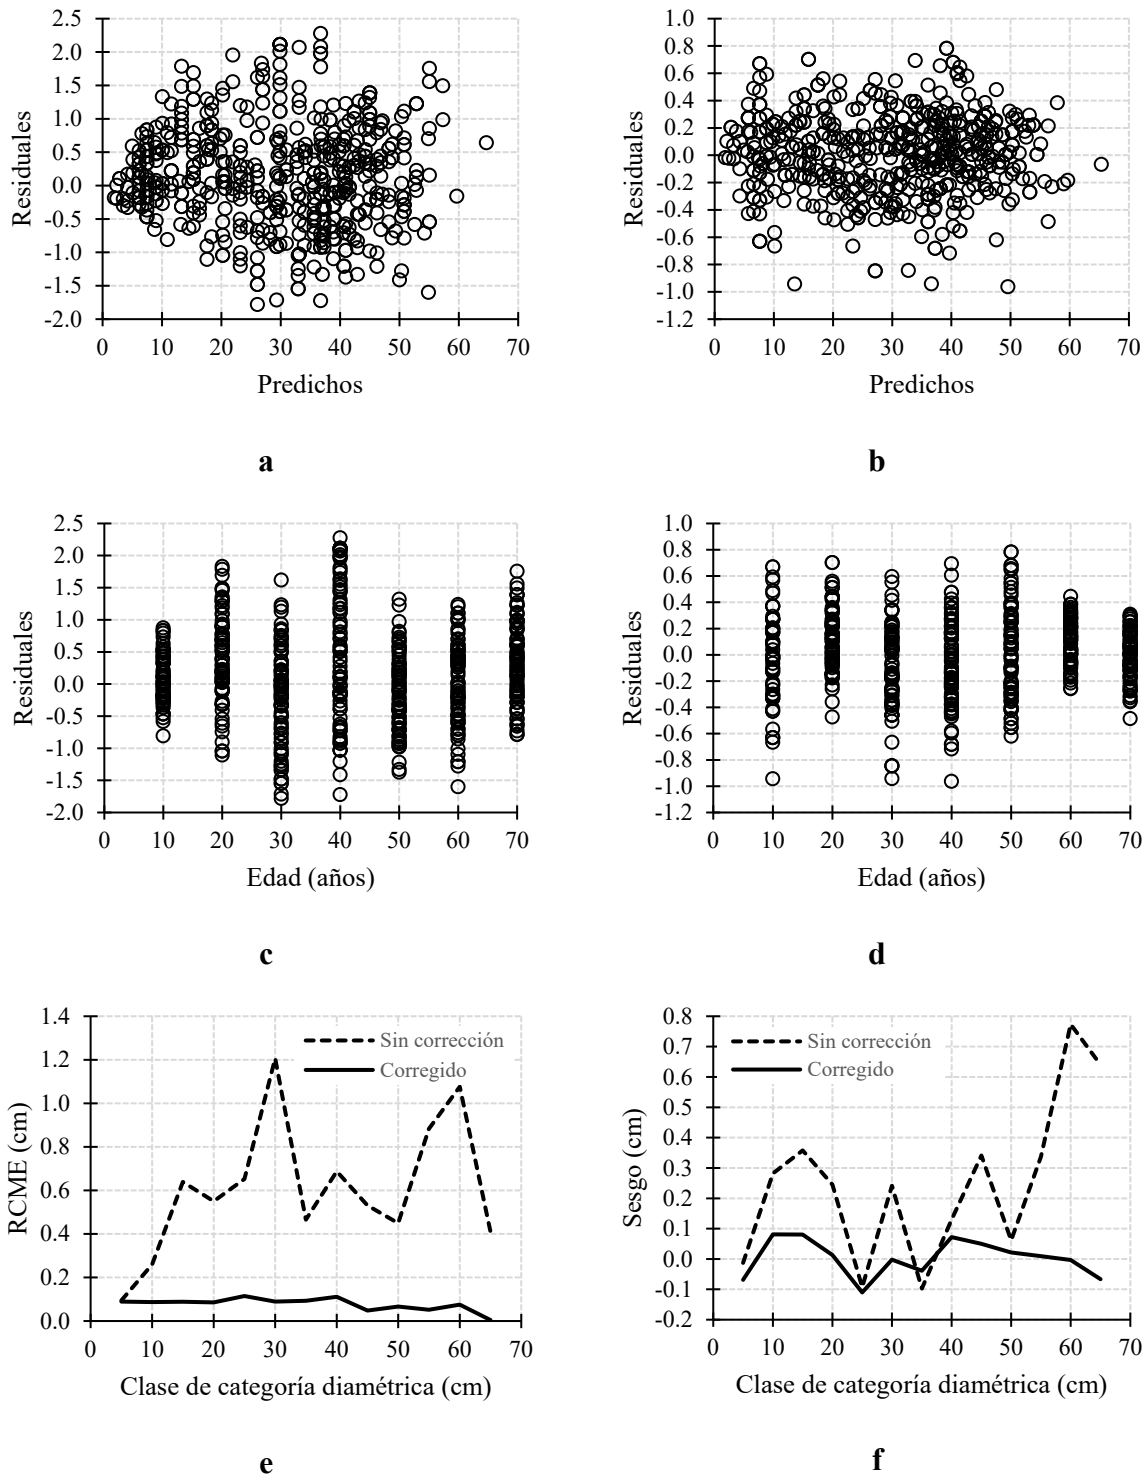 2.5
2.0
1.5
1.0
0.5
0.0
-0.5
-1.0
-1.5
-2.0
Residuales
0 10 20 30 40 50 60 70
Predichos
a
1.0
0.8
0.6
0.4
0.2
0.0
-0.2
-0.4
-0.6
-0.8
-1.0
-1.2
Residuales
0 10 20 30 40 50 60 70
Predichos
b
2.5
2.0
1.5
1.0
0.5
0.0
-0.5
-1.0
-1.5
-2.0
Residuales
0 10 20 30 40 50 60 70
Edad (años)
c
1.0
0.8
0.6
0.4
0.2
0.0
-0.2
-0.4
-0.6
-0.8
-1.0
-1.2
Residuales
0 10 20 30 40 50 60 70
Edad (años)
d
1.4
1.2
1.0
0.8
0.6
0.4
0.2
0.0
RCME (cm)
Sin corrección
Corregido
0 10 20 30 40 50 60 70
Clase de categoría diamétrica (cm)
e
0.8
0.7
0.6
0.5
0.4
0.3
0.2
0.1
0.0
-0.1
-0.2
Sesgo (cm)
Sin corrección
Corregido
0 10 20 30 40 50 60 70
Clase de categoría diamétrica (cm)
f